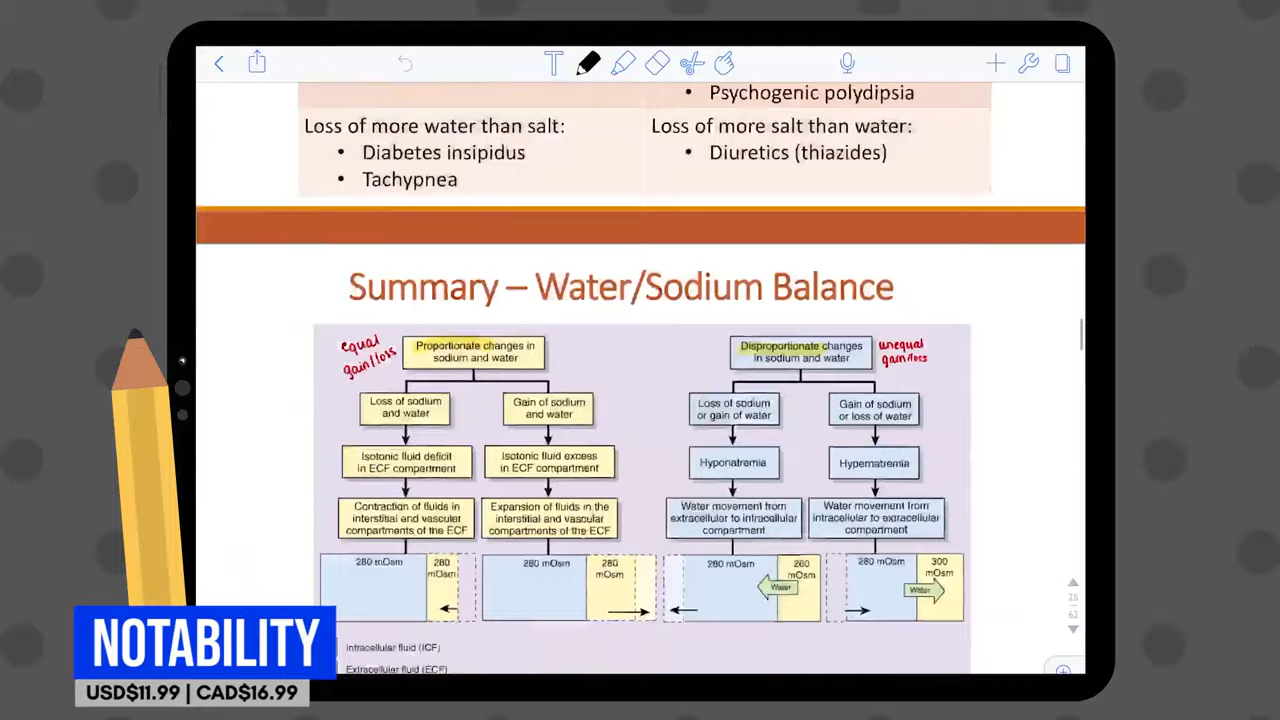 T
Psychogenic polydipsia
Loss of more water than salt:
Diabetes insipidus
Tachypnea
Loss of more salt than water:
Diuretics (thiazides)
Summary – Water/Sodium Balance
equal
gain/loss
Proportionate changes in
sodium and water
Disproportionate changes
in sodium and water
unequal
gain/loss
Loss of sodium
and water
Gain of sodium
and water
Loss of sodium
or gain of water
Gain of sodium
or loss of water
Isotonic fluid deficit
in ECF compartment
Isotonic fluid excess
in ECF compartment
Hyponatremia
Hypernatremia
Contraction of fluids in
interstitial and vascular
compartments of the ECF
Expansion of fluids in the
interstitial and vascular
compartments of the ECF
Water movement from
extracellular to intracellular
compartment
Water movement from
intracellular to extracellular
compartment
280 mOsm
280
mOsm
280 mOsm
280
mOsm
280 mOsm
260
mOsm
Water
280 mOsm
300
mOsm
Water
26
62
Intracellular fluid (ICF)
Extracellular fluid (ECF)
NOTABILITY
USD$11.99 | CAD$16.99